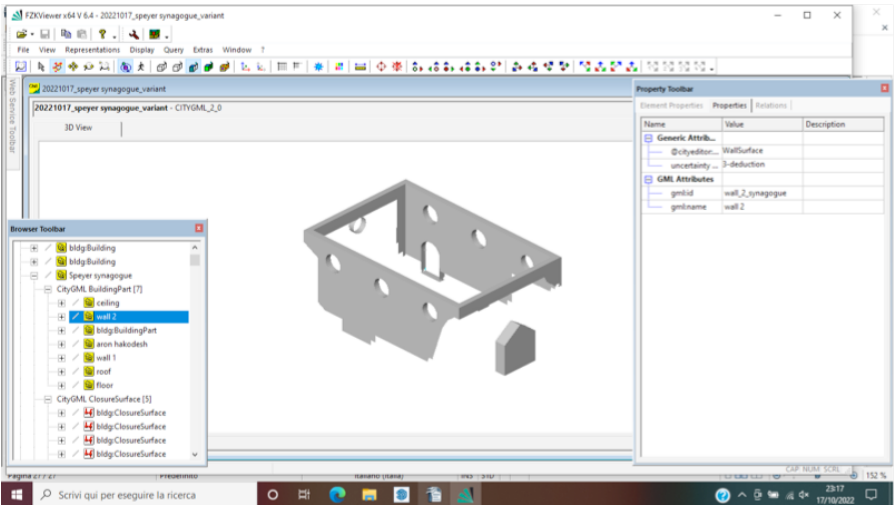 FZKViewer x64 V 6.4 - 20221017_speyer synagogue_variant
File View Representations Display Query Extras Window ?
Web Service Toolbar
20221017_speyer synagogue_variant
20221017_speyer synagogue_variant - CITYGML_2_0
3D View
Browser Toolbar
bldg:Building
bldg:Building
Speyer synagogue
CityGML BuildingPart [7]
ceiling
wall 2
bldg:BuildingPart
aron hakodesh
wall 1
roof
floor
CityGML ClosureSurface [5]
bldg:ClosureSurface
bldg:ClosureSurface
bldg:ClosureSurface
bldg:ClosureSurface
Property Toolbar
Element Properties Properties Relations
Name Value Description
Generic Attrib...
@cityeditor:... WallSurface
uncertainty ... 3-deduction
GML Attributes
gml:id wall_2_synagogue
gml:name wall 2
CAP NUM SCRL
Pagina 27 / 27 Predefinito Italiano (Italia) INS STD 152 %
Scrivi qui per eseguire la ricerca
23:17
17/10/2022